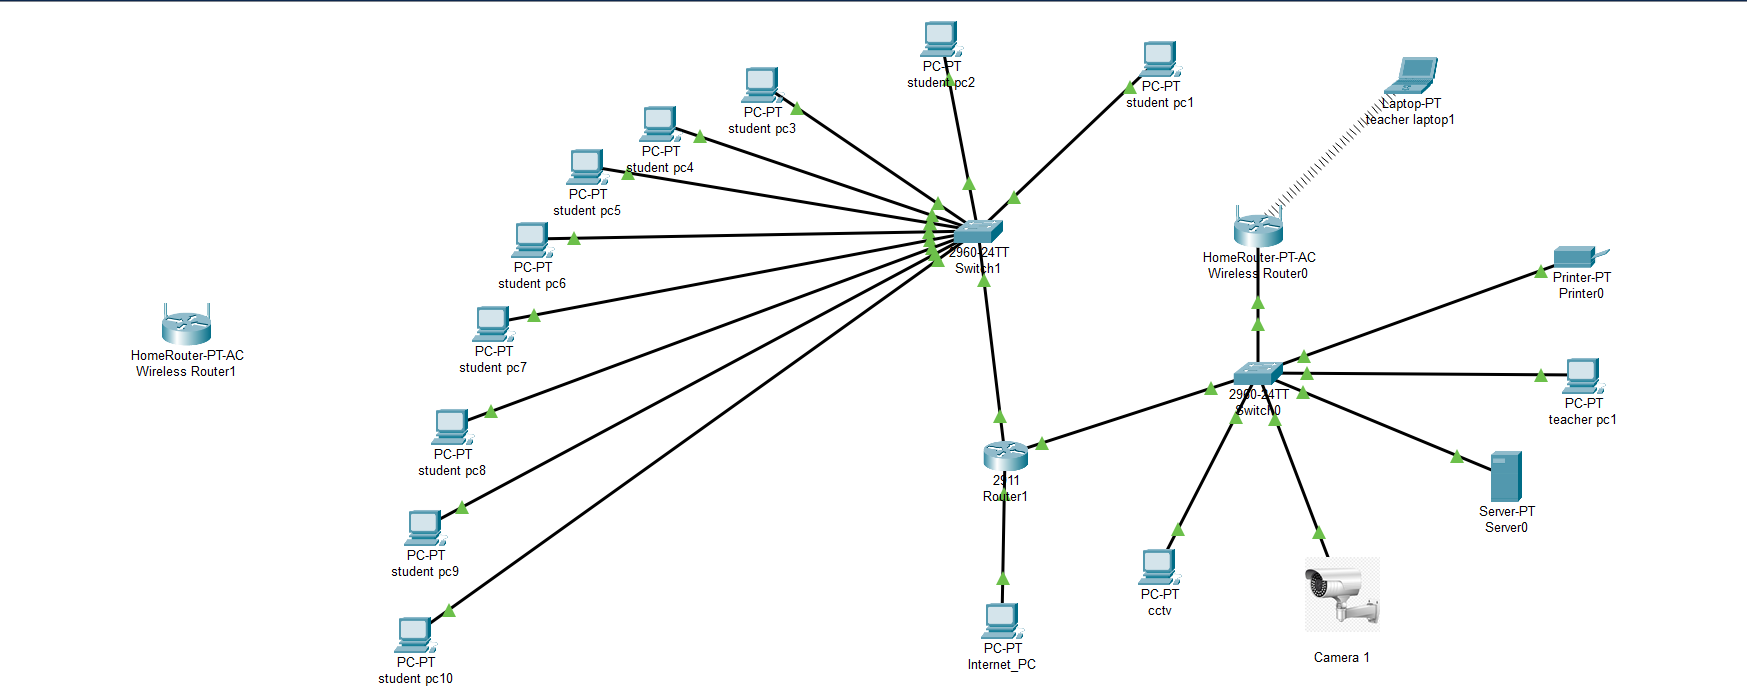 PC-PT
student pc2
PC-PT
student pc1
PC-PT
student pc3
Laptop-PT
teacher laptop1
PC-PT
student pc4
PC-PT
student pc5
PC-PT
student pc6
2960-24TT
Switch1
HomeRouter-PT-AC
Wireless Router0
Printer-PT
Printer0
HomeRouter-PT-AC
Wireless Router1
PC-PT
student pc7
2960-24TT
Switch0
PC-PT
teacher pc1
PC-PT
student pc8
2911
Router1
Server-PT
Server0
PC-PT
student pc9
PC-PT
cctv
PC-PT
Internet_PC
Camera 1
PC-PT
student pc10